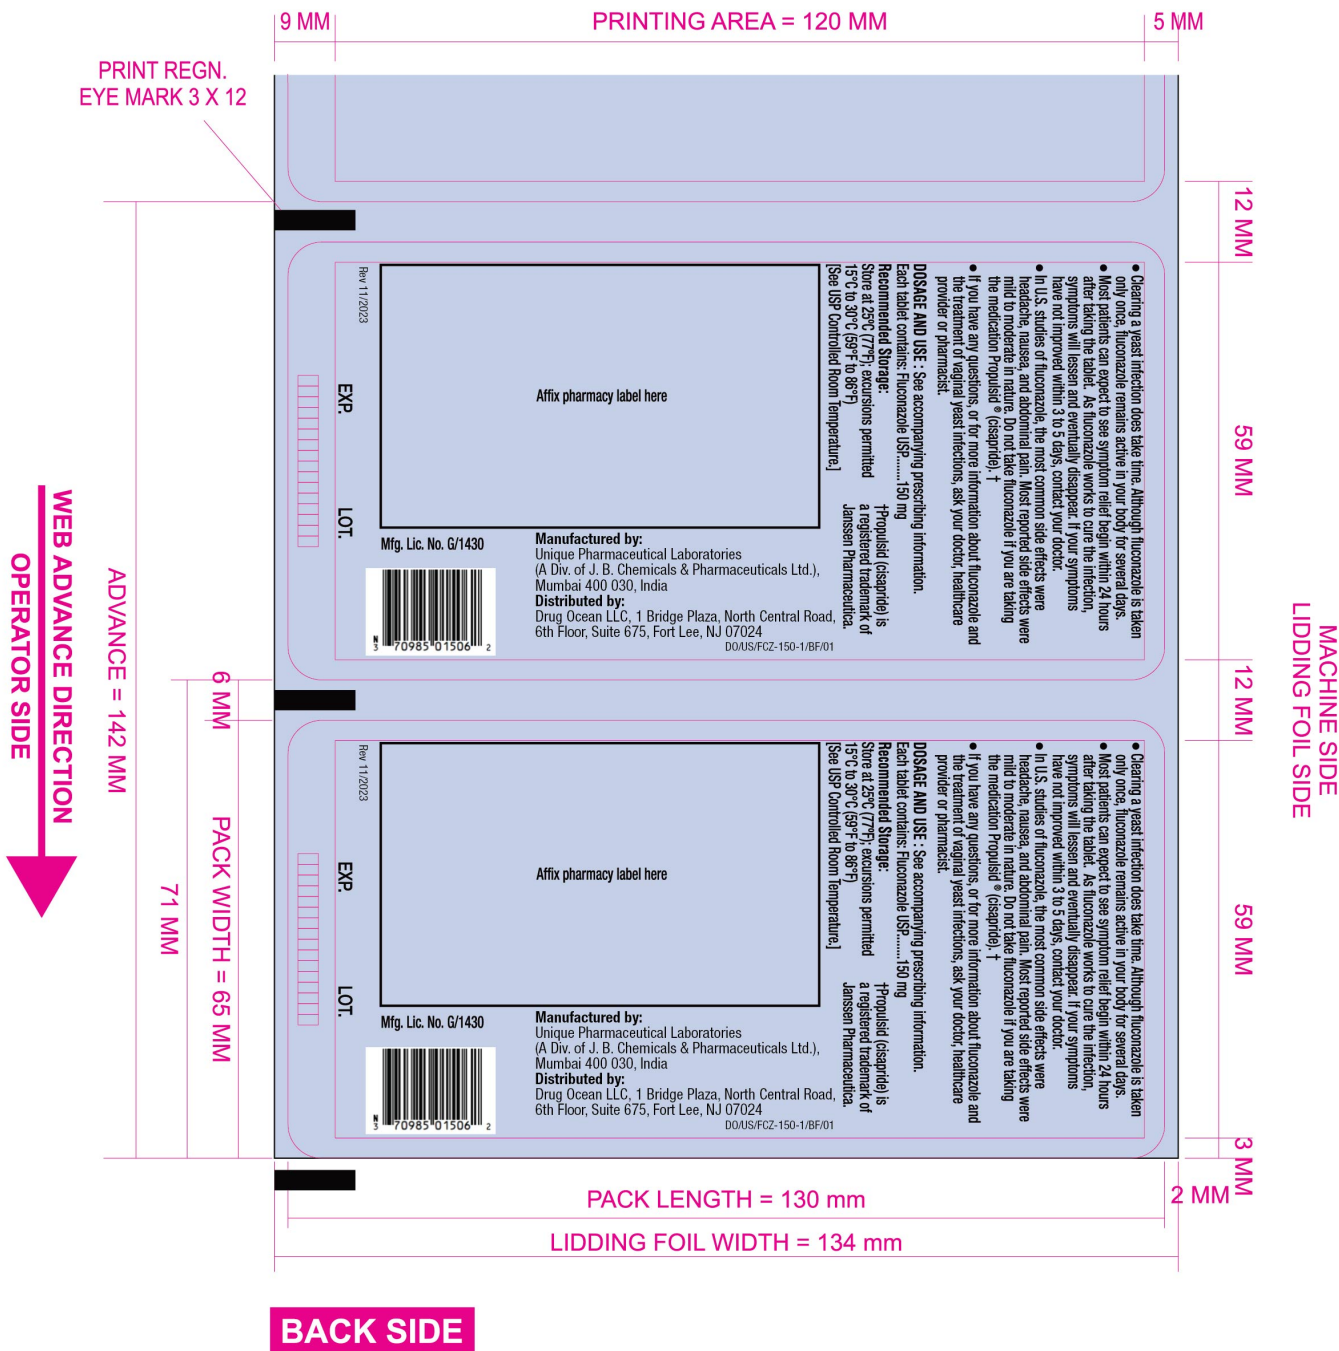 9 MM
PRINTING AREA = 120 MM
5 MM
PRINT REGN.
EYE MARK 3 X 12
12 MM
59 MM
12 MM
59 MM
3 MM
MACHINE SIDE
LIDDING FOIL SIDE
WEB ADVANCE DIRECTION
OPERATOR SIDE
ADVANCE = 142 MM
6 MM
PACK WIDTH = 65 MM
71 MM
• Clearing a yeast infection does take time. Although fluconazole is taken
only once, fluconazole remains active in your body for several days.
• Most patients can expect to see symptom relief begin within 24 hours
after taking the tablet. As fluconazole works to cure the infection,
symptoms will lessen and eventually disappear. If your symptoms
have not improved within 3 to 5 days, contact your doctor.
• In U.S. studies of fluconazole, the most common side effects were
headache, nausea, and abdominal pain. Most reported side effects were
mild to moderate in nature. Do not take fluconazole if you are taking
the medication Propulsid ® (cisapride). †
• If you have any questions, or for more information about fluconazole and
the treatment of vaginal yeast infections, ask your doctor, healthcare
provider or pharmacist.
DOSAGE AND USE : See accompanying prescribing information.
Each tablet contains: Fluconazole USP........150 mg
Recommended Storage:
Store at 25°C (77°F); excursions permitted
15°C to 30°C (59°F to 86°F)
[See USP Controlled Room Temperature.]
†Propulsid (cisapride) is
a registered trademark of
Janssen Pharmaceutica.
Affix pharmacy label here
Rev 11/2023
EXP.
LOT.
Mfg. Lic. No. G/1430
N
3 70985 01506 2
Manufactured by:
Unique Pharmaceutical Laboratories
(A Div. of J. B. Chemicals & Pharmaceuticals Ltd.),
Mumbai 400 030, India
Distributed by:
Drug Ocean LLC, 1 Bridge Plaza, North Central Road,
6th Floor, Suite 675, Fort Lee, NJ 07024
DO/US/FCZ-150-1/BF/01
• Clearing a yeast infection does take time. Although fluconazole is taken
only once, fluconazole remains active in your body for several days.
• Most patients can expect to see symptom relief begin within 24 hours
after taking the tablet. As fluconazole works to cure the infection,
symptoms will lessen and eventually disappear. If your symptoms
have not improved within 3 to 5 days, contact your doctor.
• In U.S. studies of fluconazole, the most common side effects were
headache, nausea, and abdominal pain. Most reported side effects were
mild to moderate in nature. Do not take fluconazole if you are taking
the medication Propulsid ® (cisapride). †
• If you have any questions, or for more information about fluconazole and
the treatment of vaginal yeast infections, ask your doctor, healthcare
provider or pharmacist.
DOSAGE AND USE : See accompanying prescribing information.
Each tablet contains: Fluconazole USP........150 mg
Recommended Storage:
Store at 25°C (77°F); excursions permitted
15°C to 30°C (59°F to 86°F)
[See USP Controlled Room Temperature.]
†Propulsid (cisapride) is
a registered trademark of
Janssen Pharmaceutica.
Affix pharmacy label here
Rev 11/2023
EXP.
LOT.
Mfg. Lic. No. G/1430
N
3 70985 01506 2
Manufactured by:
Unique Pharmaceutical Laboratories
(A Div. of J. B. Chemicals & Pharmaceuticals Ltd.),
Mumbai 400 030, India
Distributed by:
Drug Ocean LLC, 1 Bridge Plaza, North Central Road,
6th Floor, Suite 675, Fort Lee, NJ 07024
DO/US/FCZ-150-1/BF/01
2 MM
PACK LENGTH = 130 mm
LIDDING FOIL WIDTH = 134 mm
BACK SIDE